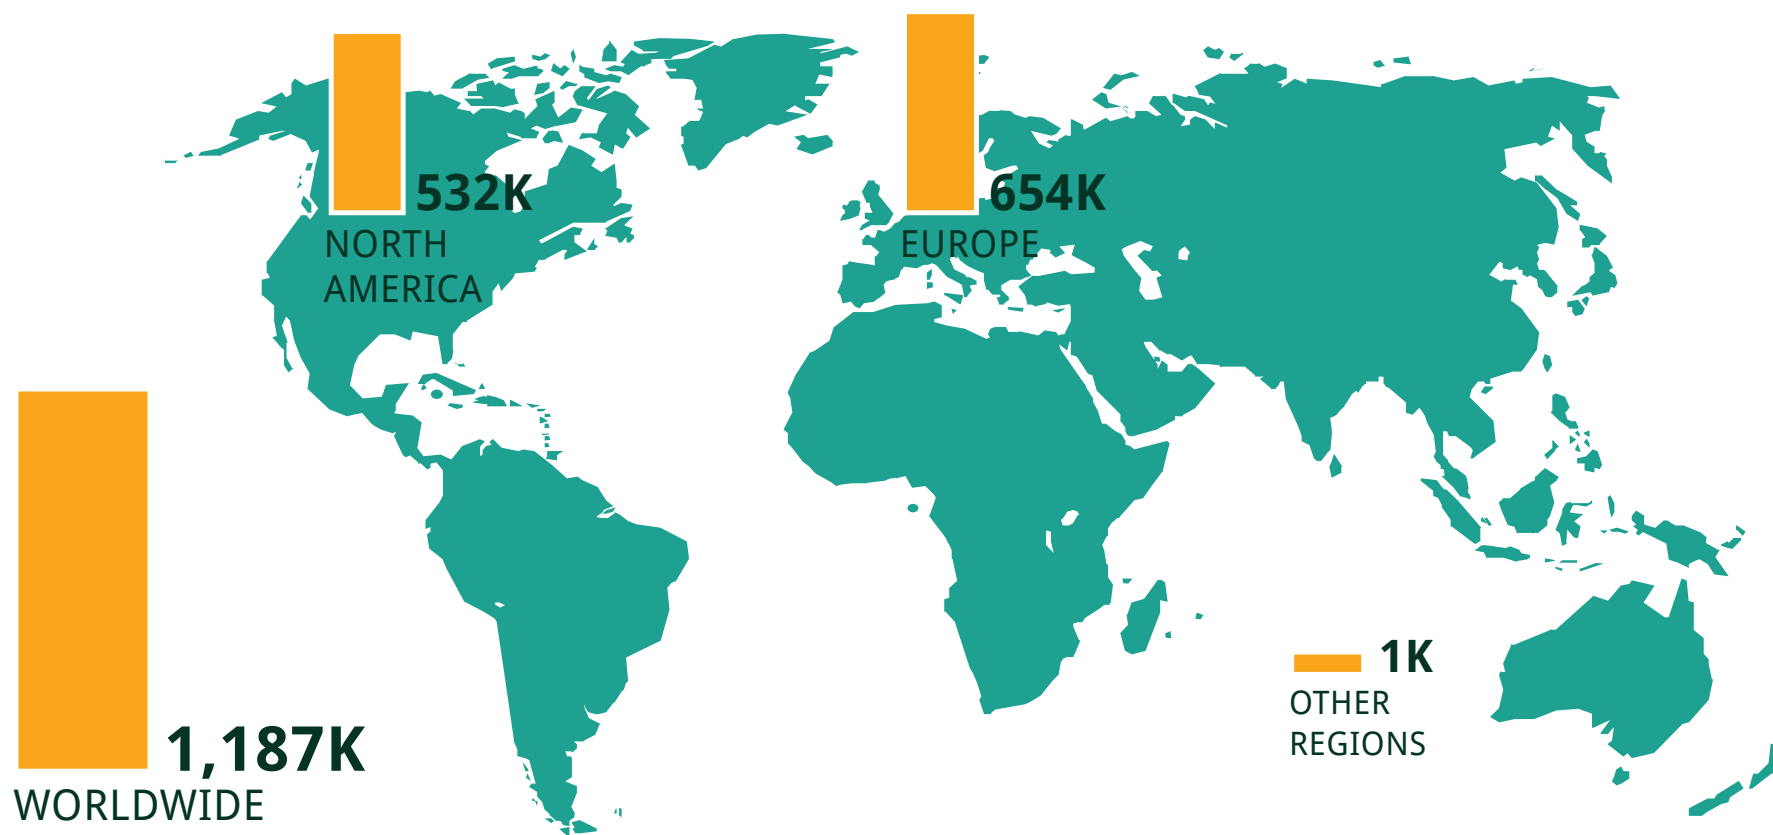 532K
NORTH
AMERICA
654K
EUROPE
1,187K
WORLDWIDE
1K
OTHER
REGIONS